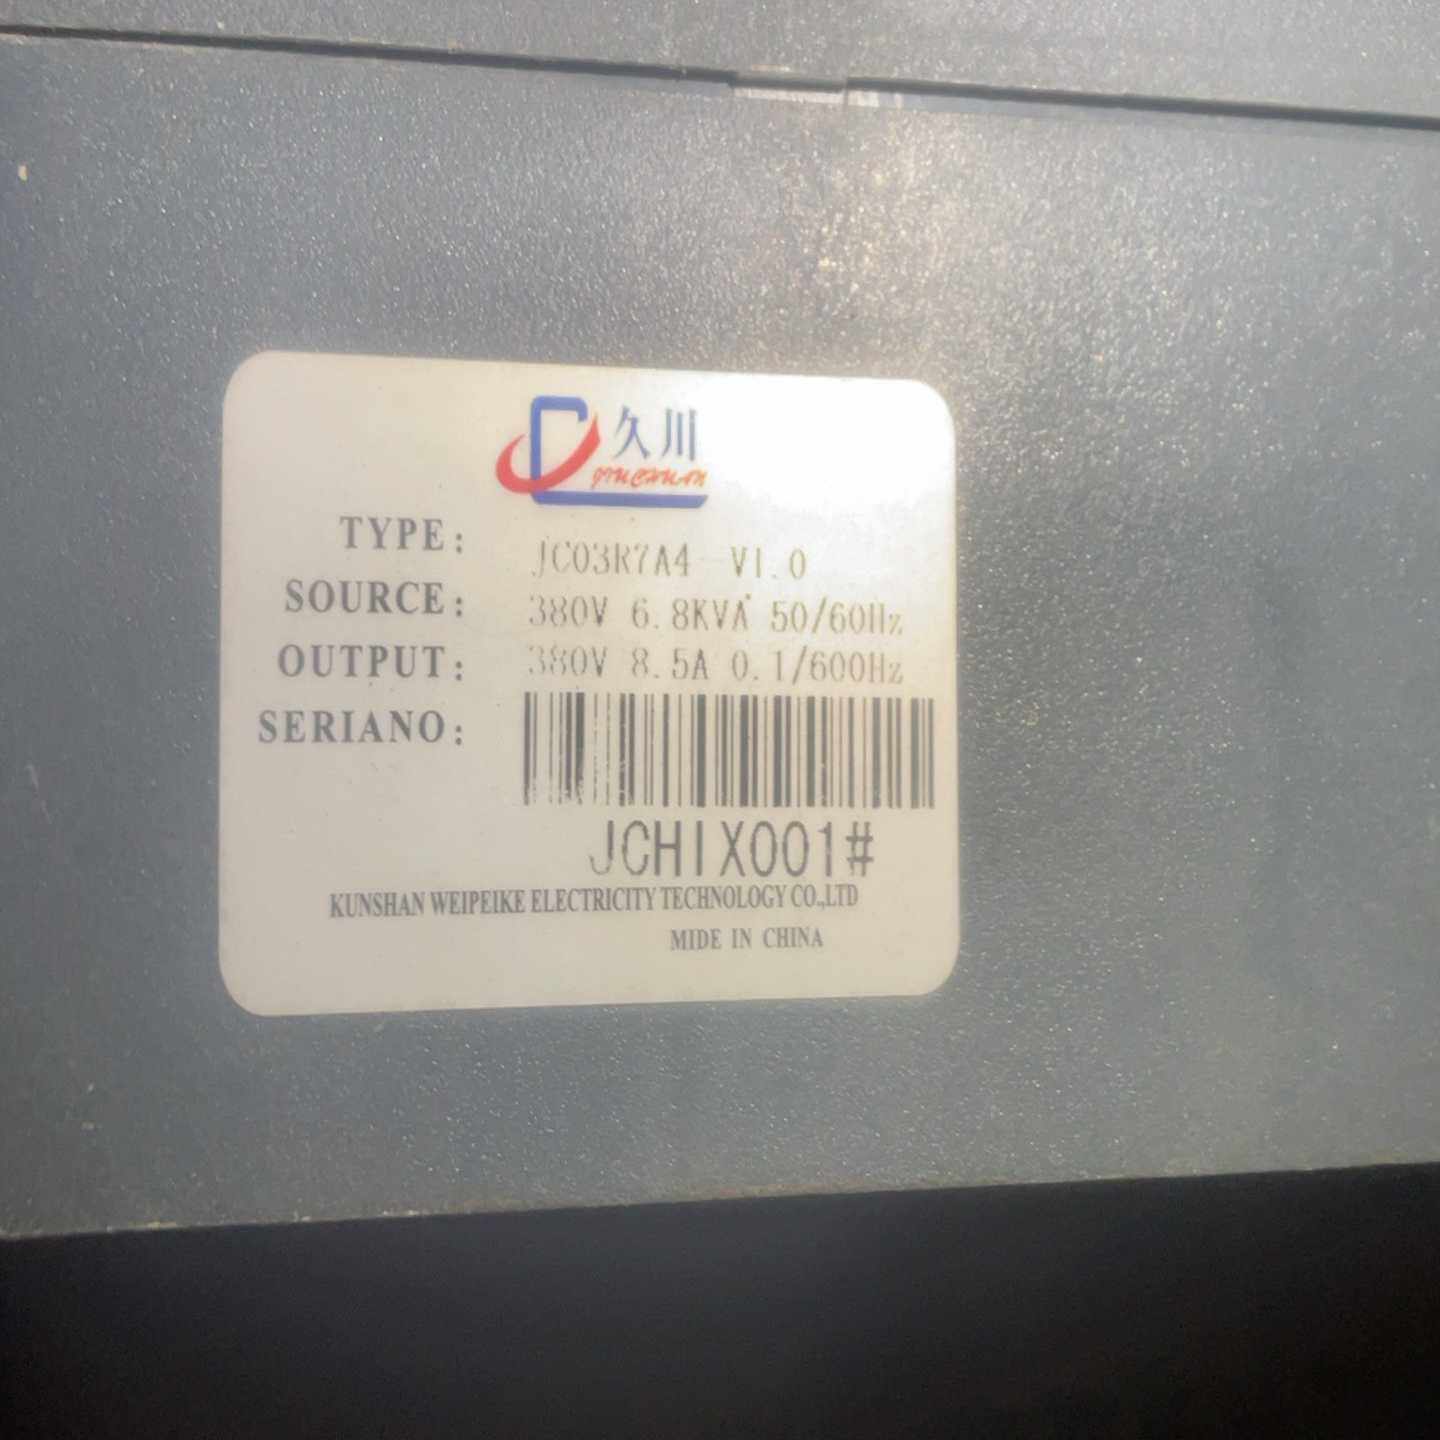 久川
JIUCHUAN
TYPE: JC03R7A4 V1.0
SOURCE: 380V 6.8KVA 50/60Hz
OUTPUT: 380V 8.5A 0.1/600Hz
SERIANO:
JCHIX001#
KUNSHAN WEIPEIKE ELECTRICITY TECHNOLOGY CO.,LTD
MIDE IN CHINA